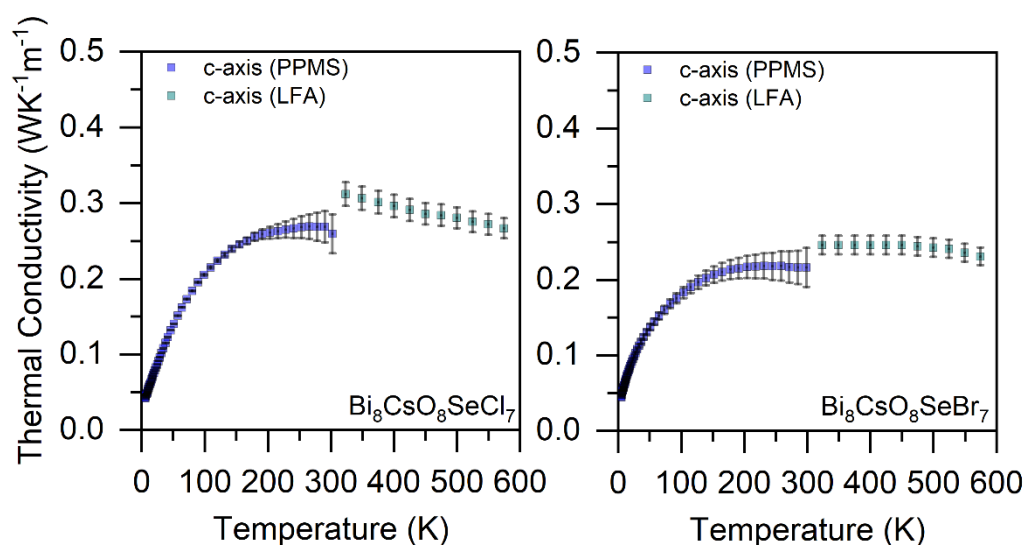 Thermal Conductivity (WK⁻¹m⁻¹)
0.5
0.4
0.3
0.2
0.1
0.0
c-axis (PPMS)
c-axis (LFA)
Bi₈CsO₈SeCl₇
0 100 200 300 400 500 600
Temperature (K)
0.5
0.4
0.3
0.2
0.1
0.0
c-axis (PPMS)
c-axis (LFA)
Bi₈CsO₈SeBr₇
0 100 200 300 400 500 600
Temperature (K)